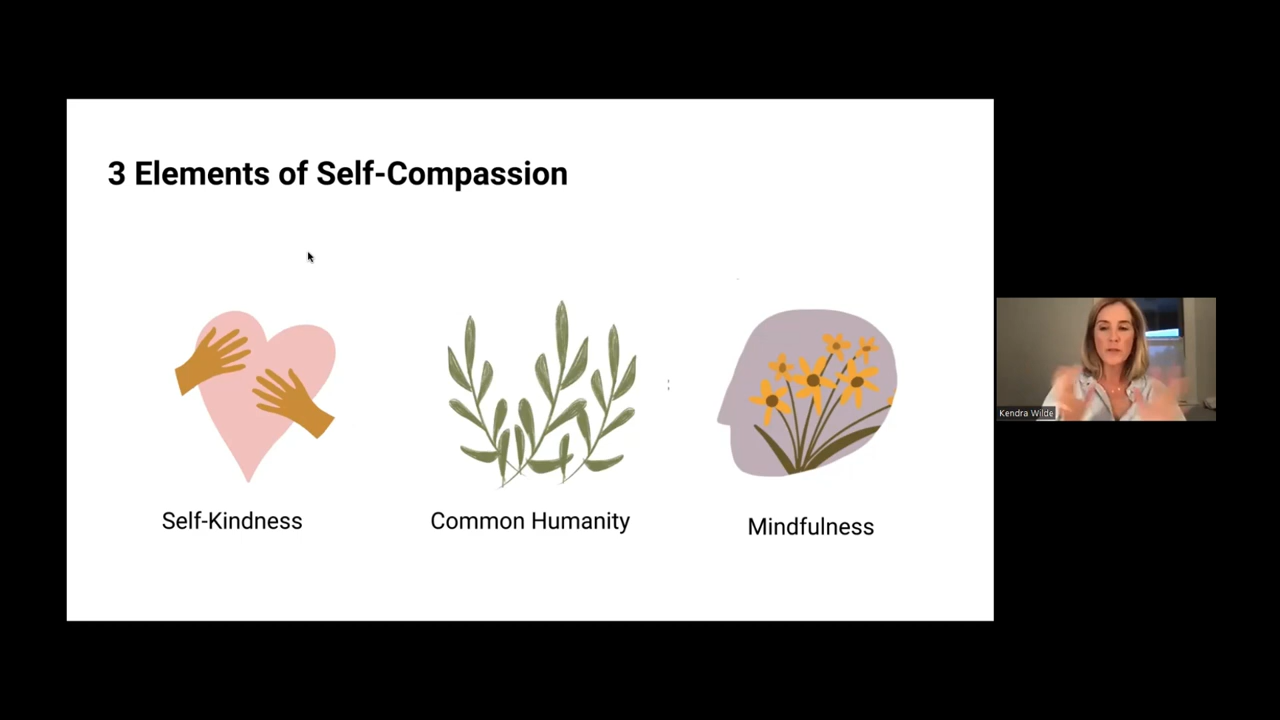 3 Elements of Self-Compassion
Self-Kindness
Common Humanity
Mindfulness
Kendra Wilde